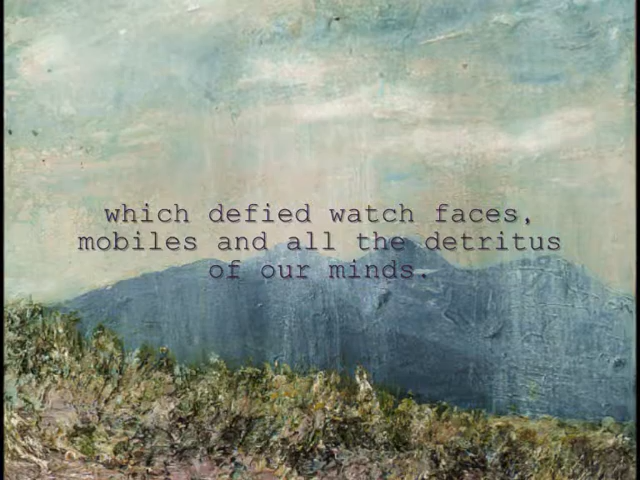 which defied watch faces,
mobiles and all the detritus
of our minds.